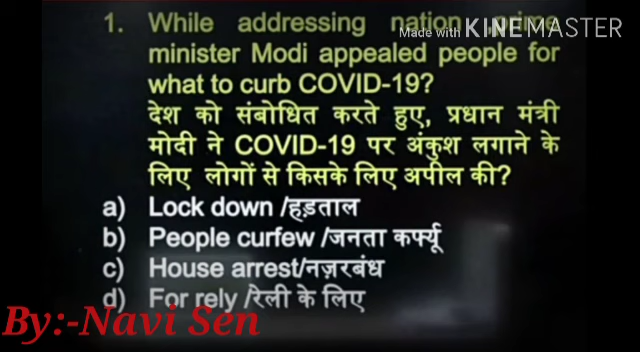 1. While addressing nation,
Made with KINEMASTER
minister Modi appealed people for
what to curb COVID-19?
देश को संबोधित करते हुए, प्रधान मंत्री
मोदी ने COVID-19 पर अंकुश लगाने के
लिए लोगों से किसके लिए अपील की?
a) Lock down /हड़ताल
b) People curfew /जनता कर्फ्यू
c) House arrest/नज़रबंध
d) For rely /रेली के लिए
By:-Navi Sen